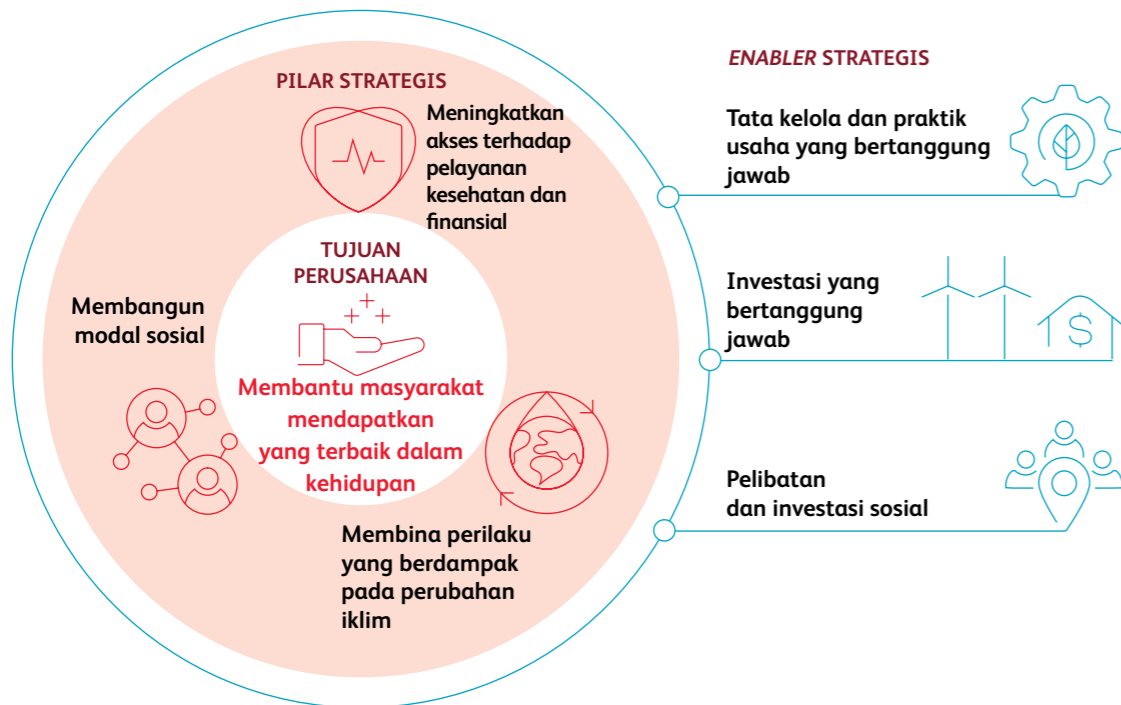 PILAR STRATEGIS
Meningkatkan
akses terhadap
pelayanan
kesehatan dan
finansial
TUJUAN
PERUSAHAAN
Membantu masyarakat
mendapatkan
yang terbaik dalam
kehidupan
Membangun
modal sosial
Membina perilaku
yang berdampak
pada perubahan
iklim
ENABLER STRATEGIS
Tata kelola dan praktik
usaha yang bertanggung
jawab
Investasi yang
bertanggung
jawab
$
Pelibatan
dan investasi sosial